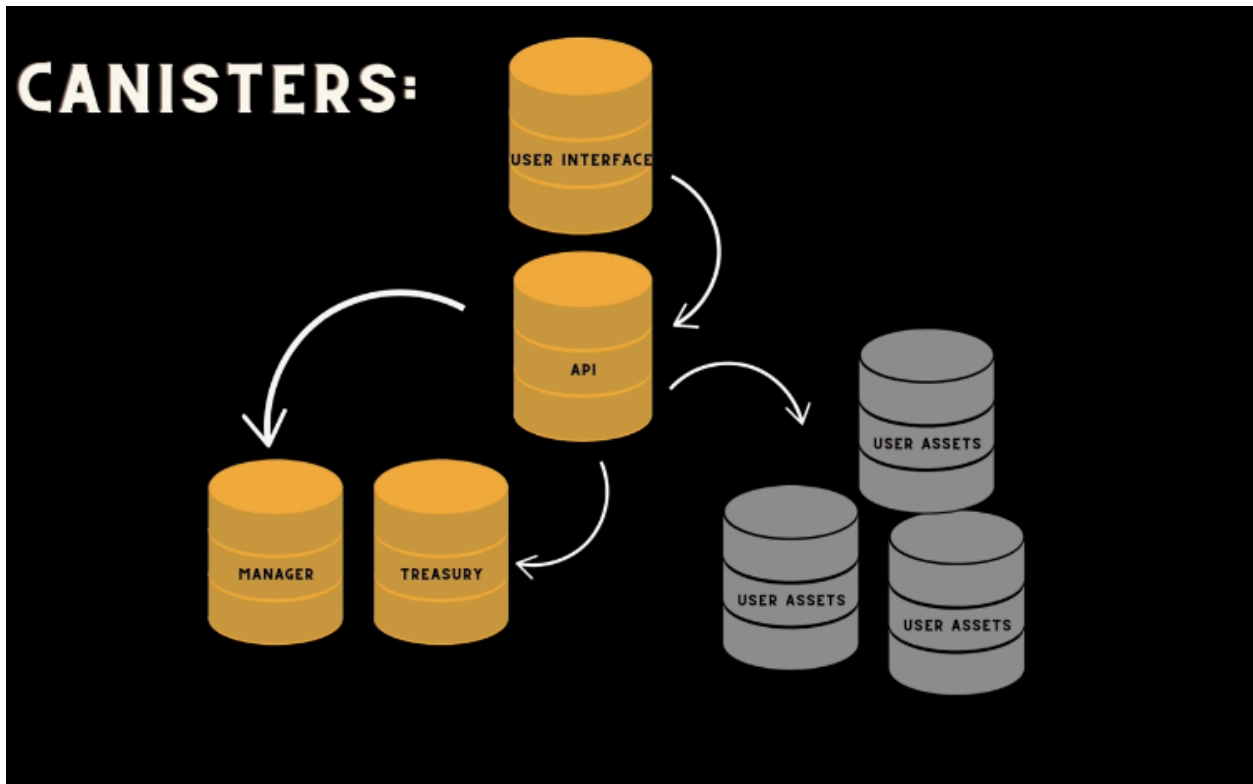 CANISTERS:
USER INTERFACE
API
MANAGER
TREASURY
USER ASSETS
USER ASSETS
USER ASSETS